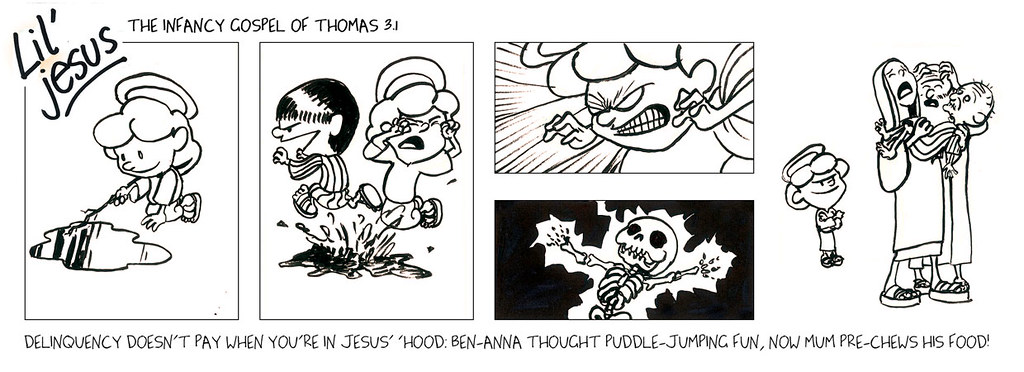 Lil'
Jesus
THE INFANCY GOSPEL OF THOMAS 3.1
DELINQUENCY DOESN'T PAY WHEN YOU'RE IN JESUS' 'HOOD: BEN-ANNA THOUGHT PUDDLE-JUMPING FUN, NOW MUM PRE-CHEWS HIS FOOD!